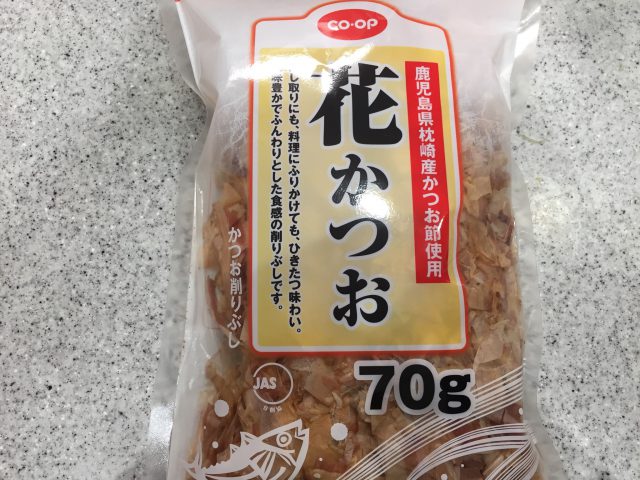 CO·OP
鹿児島県枕崎産かつお節使用
花かつお
し取りにも、料理にふりかけても、ひきたつ味わい。
味豊かでふんわりとした食感の削りぶしです。
かつお削りぶし
JAS
70g